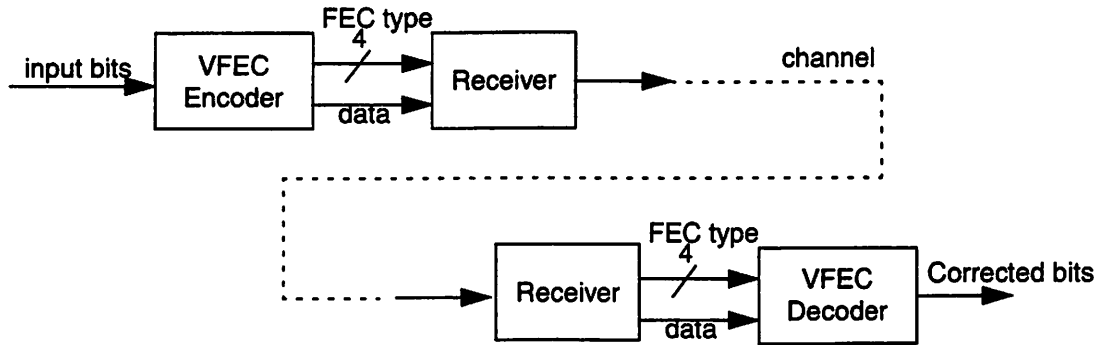 FEC type
4
input bits
VFEC
Encoder
data
Receiver
channel
FEC type
4
Receiver
data
VFEC
Decoder
Corrected bits